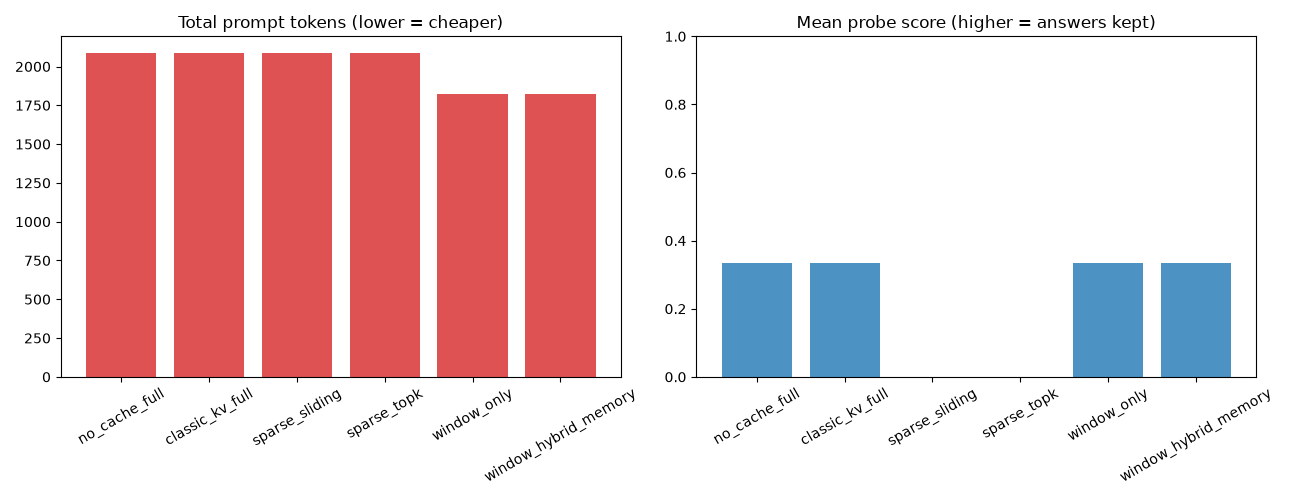 Total prompt tokens (lower = cheaper)
2000
1750
1500
1250
1000
750
500
250
0
no_cache_full
classic_kv_full
sparse_sliding
sparse_topk
window_only
window_hybrid_memory
Mean probe score (higher = answers kept)
1.0
0.8
0.6
0.4
0.2
0.0
no_cache_full
classic_kv_full
sparse_sliding
sparse_topk
window_only
window_hybrid_memory